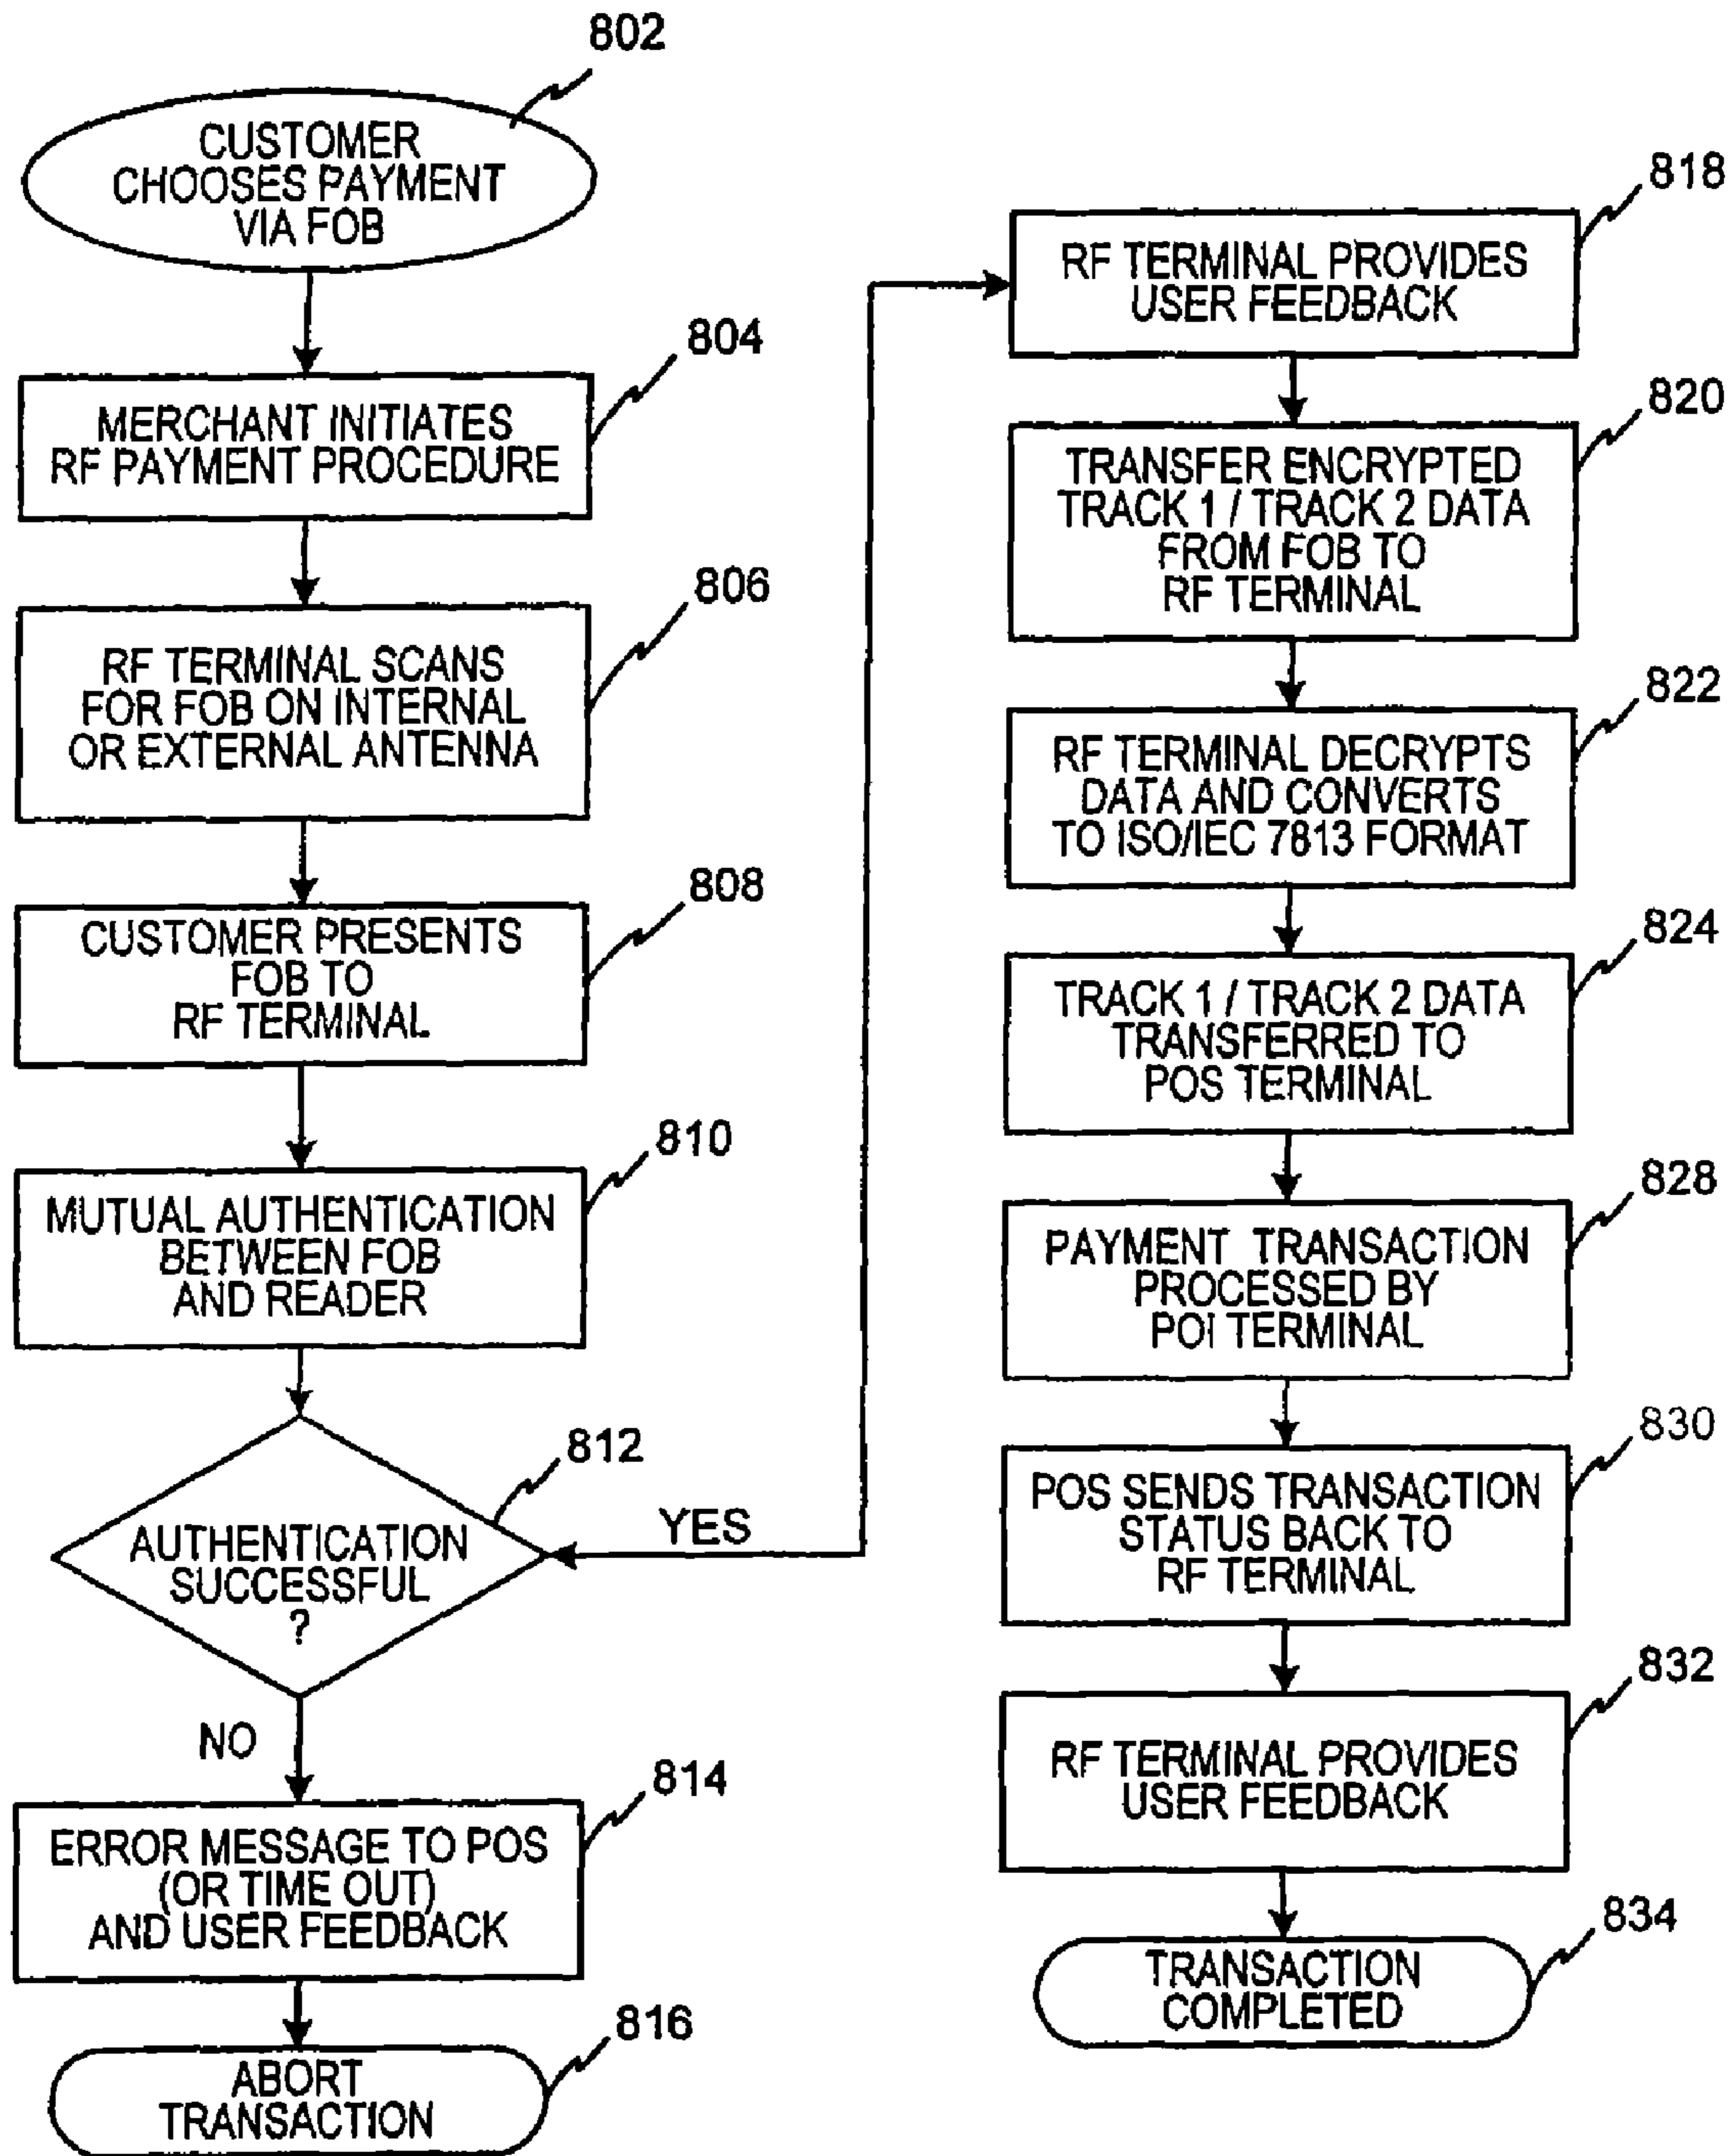 802
CUSTOMER
CHOOSES PAYMENT
VIA FOB
804
MERCHANT INITIATES
RF PAYMENT PROCEDURE
806
RF TERMINAL SCANS
FOR FOB ON INTERNAL
OR EXTERNAL ANTENNA
808
CUSTOMER PRESENTS
FOB TO
RF TERMINAL
810
MUTUAL AUTHENTICATION
BETWEEN FOB
AND READER
812
AUTHENTICATION
SUCCESSFUL
?
YES
NO
814
ERROR MESSAGE TO POS
(OR TIME OUT)
AND USER FEEDBACK
816
ABORT
TRANSACTION
818
RF TERMINAL PROVIDES
USER FEEDBACK
820
TRANSFER ENCRYPTED
TRACK 1 / TRACK 2 DATA
FROM FOB TO
RF TERMINAL
822
RF TERMINAL DECRYPTS
DATA AND CONVERTS
TO ISO/IEC 7813 FORMAT
824
TRACK 1 / TRACK 2 DATA
TRANSFERRED TO
POS TERMINAL
828
PAYMENT TRANSACTION
PROCESSED BY
POI TERMINAL
830
POS SENDS TRANSACTION
STATUS BACK TO
RF TERMINAL
832
RF TERMINAL PROVIDES
USER FEEDBACK
834
TRANSACTION
COMPLETED